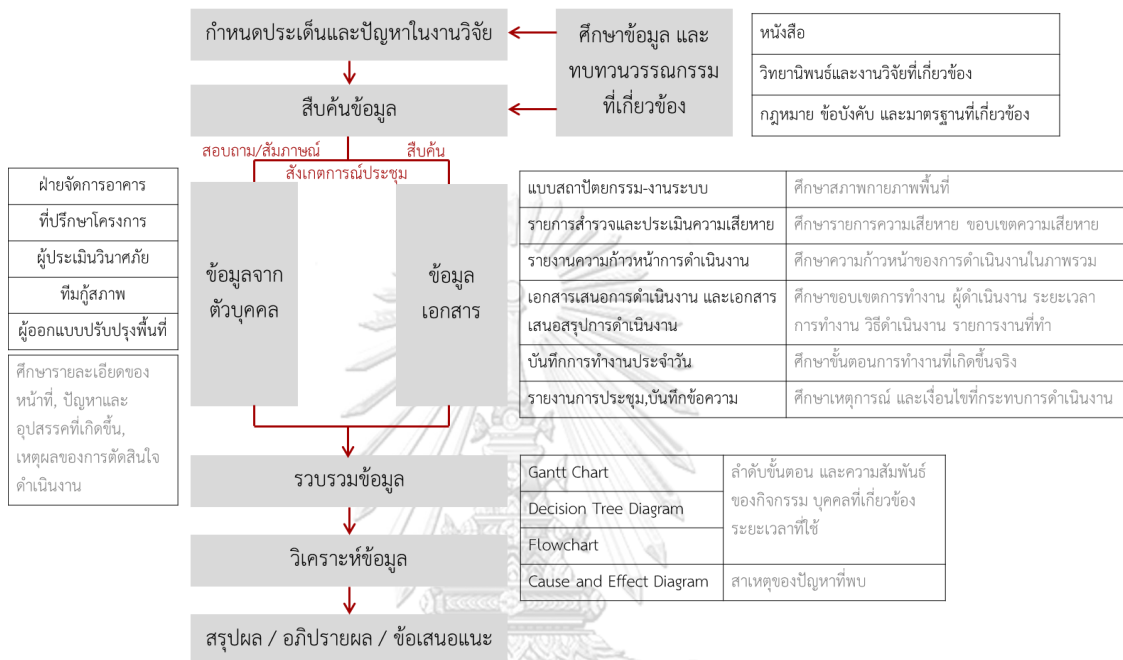 กำหนดประเด็นและปัญหาในงานวิจัย
ศึกษาข้อมูล และ
ทบทวนวรรณกรรม
ที่เกี่ยวข้อง
หนังสือ
วิทยานิพนธ์และงานวิจัยที่เกี่ยวข้อง
กฎหมาย ข้อบังคับ และมาตรฐานที่เกี่ยวข้อง
สืบค้นข้อมูล
สอบถาม/สัมภาษณ์
สืบค้น
สังเกตการณ์ประชุม
ฝ่ายจัดการอาคาร
ที่ปรึกษาโครงการ
ผู้ประเมินวินาศภัย
ทีมกู้สภาพ
ผู้ออกแบบปรับปรุงพื้นที่
ศึกษารายละเอียดของ
หน้าที่, ปัญหาและ
อุปสรรคที่เกิดขึ้น,
เหตุผลของการตัดสินใจ
ดำเนินงาน
ข้อมูลจาก
ตัวบุคคล
ข้อมูล
เอกสาร
แบบสถาปัตยกรรม-งานระบบ ศึกษาสภาพกายภาพพื้นที่
รายการสำรวจและประเมินความเสียหาย ศึกษารายการความเสียหาย ขอบเขตความเสียหาย
รายงานความก้าวหน้าการดำเนินงาน ศึกษาความก้าวหน้าของการดำเนินงานในภาพรวม
เอกสารเสนอการดำเนินงาน และเอกสาร ศึกษาขอบเขตการทำงาน ผู้ดำเนินงาน ระยะเวลา
เสนอสรุปการดำเนินงาน การทำงาน วิธีดำเนินงาน รายการงานที่ทำ
บันทึกการทำงานประจำวัน ศึกษาขั้นตอนการทำงานที่เกิดขึ้นจริง
รายงานการประชุม,บันทึกข้อความ ศึกษาเหตุการณ์ และเงื่อนไขที่กระทบการดำเนินงาน
รวบรวมข้อมูล
Gantt Chart
Decision Tree Diagram
Flowchart
ลำดับขั้นตอน และความสัมพันธ์
ของกิจกรรม บุคคลที่เกี่ยวข้อง
ระยะเวลาที่ใช้
Cause and Effect Diagram สาเหตุของปัญหาที่พบ
วิเคราะห์ข้อมูล
สรุปผล / อภิปรายผล / ข้อเสนอแนะ